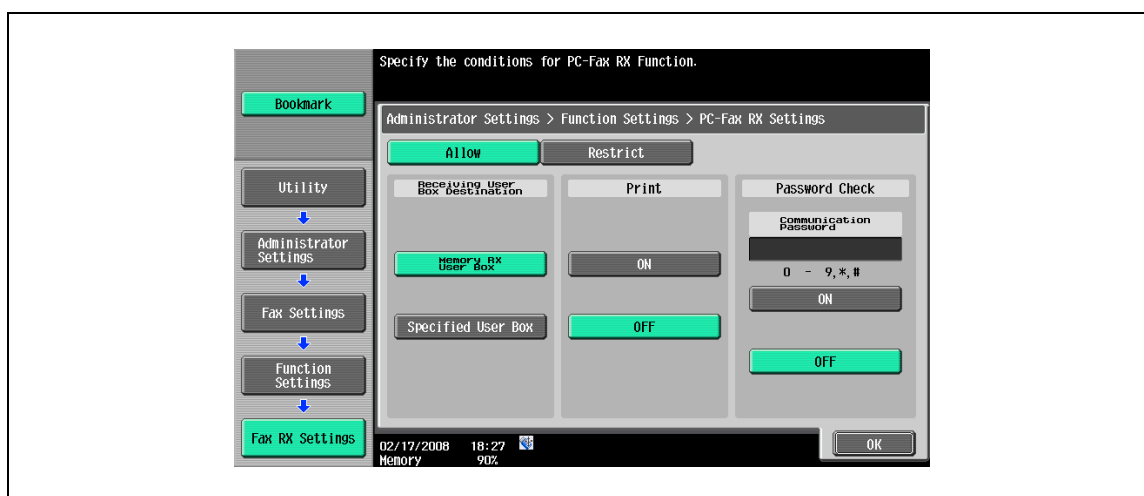 Specify the conditions for PC-Fax RX Function.
Bookmark
Administrator Settings > Function Settings > PC-Fax RX Settings
Allow
Restrict
Utility
Administrator
Settings
Fax Settings
Function
Settings
Fax RX Settings
Receiving User
Box Destination
Memory RX
User Box
Specified User Box
Print
ON
OFF
Password Check
Communication
Password
0 - 9,*,#
ON
OFF
02/17/2008 18:27
Memory 90%
OK